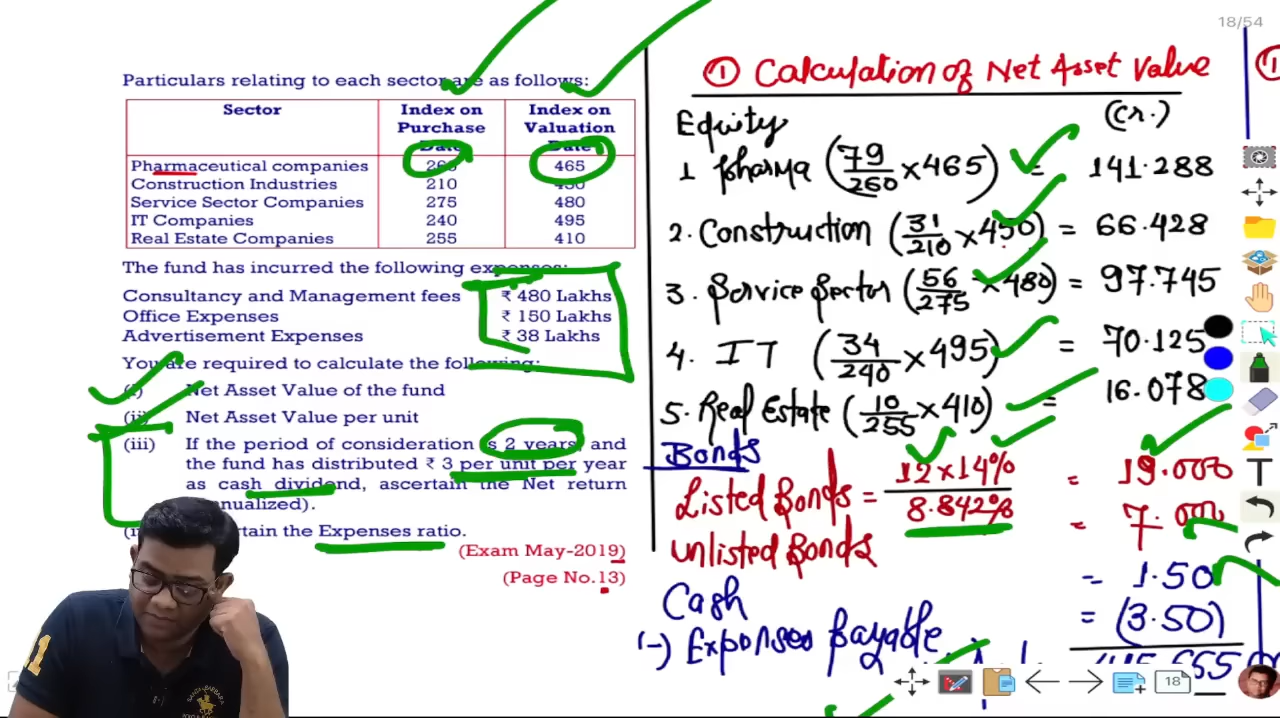 18/54
Particulars relating to each sector are as follows:
Sector Index on Purchase Date Index on Valuation Date
Pharmaceutical companies 260 465
Construction Industries 210 450
Service Sector Companies 275 480
IT Companies 240 495
Real Estate Companies 255 410
The fund has incurred the following expenses:
Consultancy and Management fees ₹ 480 Lakhs
Office Expenses ₹ 150 Lakhs
Advertisement Expenses ₹ 38 Lakhs
You are required to calculate the following:
(i) Net Asset Value of the fund
(ii) Net Asset Value per unit
(iii) If the period of consideration is 2 years, and
the fund has distributed ₹ 3 per unit per year
as cash dividend, ascertain the Net return
Expenses ratio.
(Exam May-2019)
(Page No.13)
① Calculation of Net Asset Value
(cr.)
Equity
1 pharma (79/260 × 465) = 141.288
2. Construction (31/210 × 450) = 66.428
3. Service Sector (56/275 × 480) = 97.745
4. IT (34/240 × 495) = 70.125
5. Real Estate (10/255 × 410) = 16.078
Bonds
Listed Bonds = 12 × 14% / 8.842% = 19.000
Unlisted Bonds = 7.000
Cash = 1.50
(-) Expenses payable = (3.50)
18